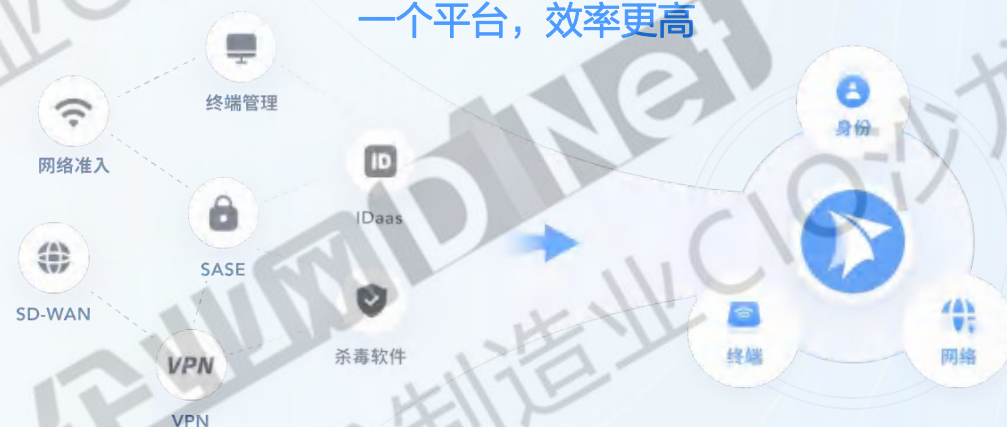 一个平台，效率更高
终端管理
网络准入
ID
IDaas
SASE
SD-WAN
杀毒软件
VPN
VPN
身份
终端
网络
企业网DNet
制造业CIO沙龙